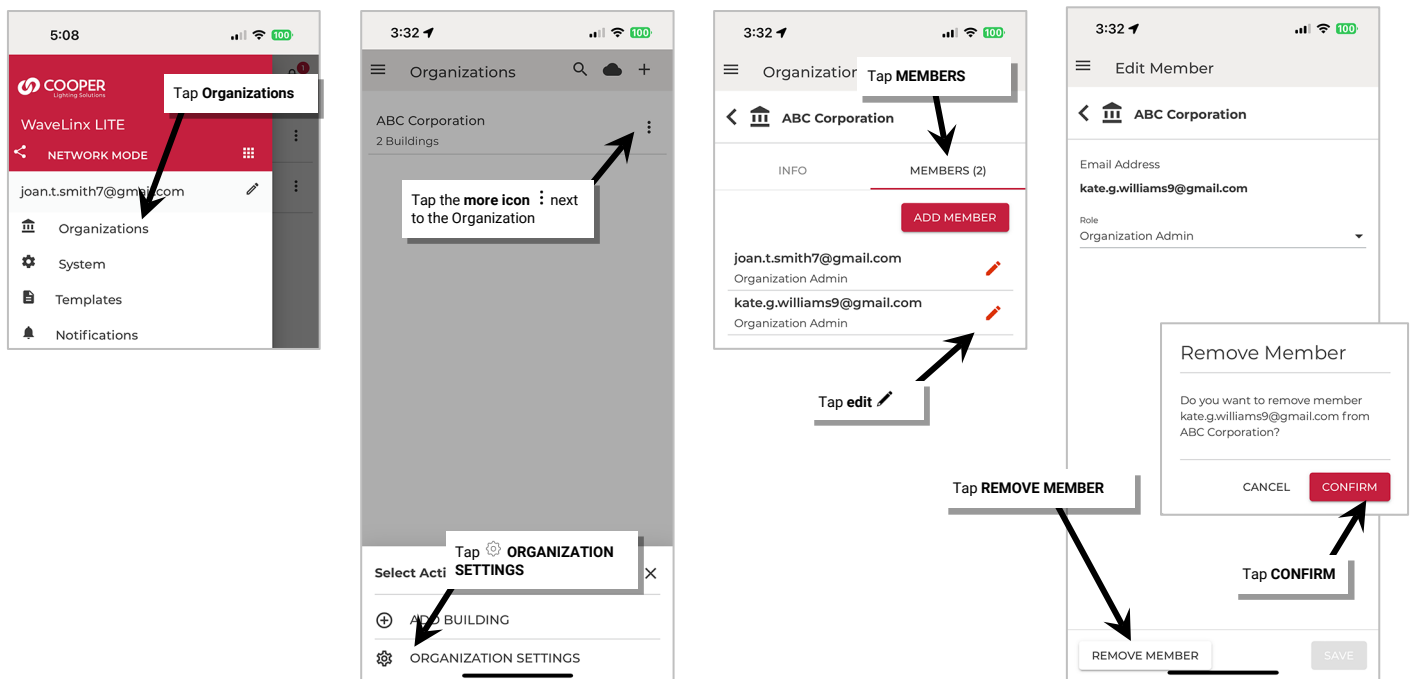 5:08
100
COOPER
Lighting Solutions
Tap Organizations
WaveLinx LITE
NETWORK MODE
1
joan.t.smith7@gmail.com
Organizations
System
Templates
Notifications
3:32
100
Organizations
ABC Corporation
2 Buildings
Tap the more icon ⋮ next
to the Organization
Tap ORGANIZATION
SETTINGS
Select Acti
ADD BUILDING
ORGANIZATION SETTINGS
3:32
100
Organization
Tap MEMBERS
ABC Corporation
INFO
MEMBERS (2)
ADD MEMBER
joan.t.smith7@gmail.com
Organization Admin
kate.g.williams9@gmail.com
Organization Admin
Tap edit
3:32
100
Edit Member
ABC Corporation
Email Address
kate.g.williams9@gmail.com
Role
Organization Admin
Remove Member
Do you want to remove member
kate.g.williams9@gmail.com from
ABC Corporation?
CANCEL
CONFIRM
Tap REMOVE MEMBER
Tap CONFIRM
REMOVE MEMBER
SAVE